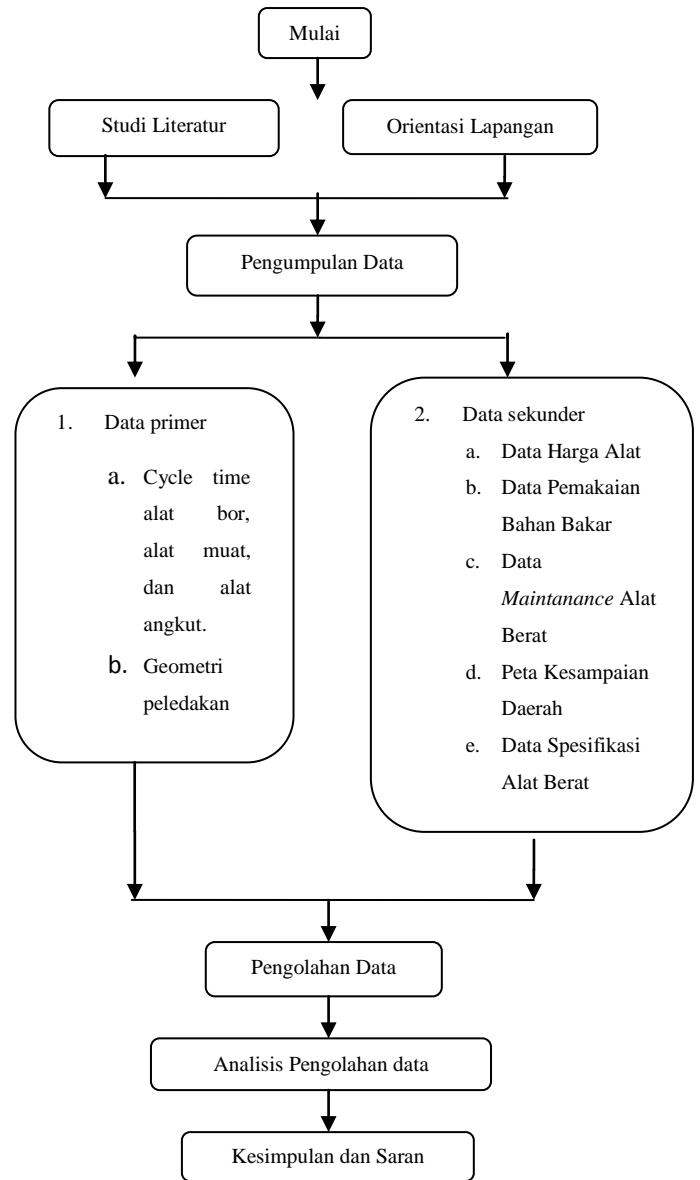 Mulai
Studi Literatur
Orientasi Lapangan
Pengumpulan Data
1. Data primer
a. Cycle time
alat bor,
alat muat,
dan alat
angkut.
b. Geometri
peledakan
2. Data sekunder
a. Data Harga Alat
b. Data Pemakaian
Bahan Bakar
c. Data
Maintanance Alat
Berat
d. Peta Kesampaian
Daerah
e. Data Spesifikasi
Alat Berat
Pengolahan Data
Analisis Pengolahan data
Kesimpulan dan Saran